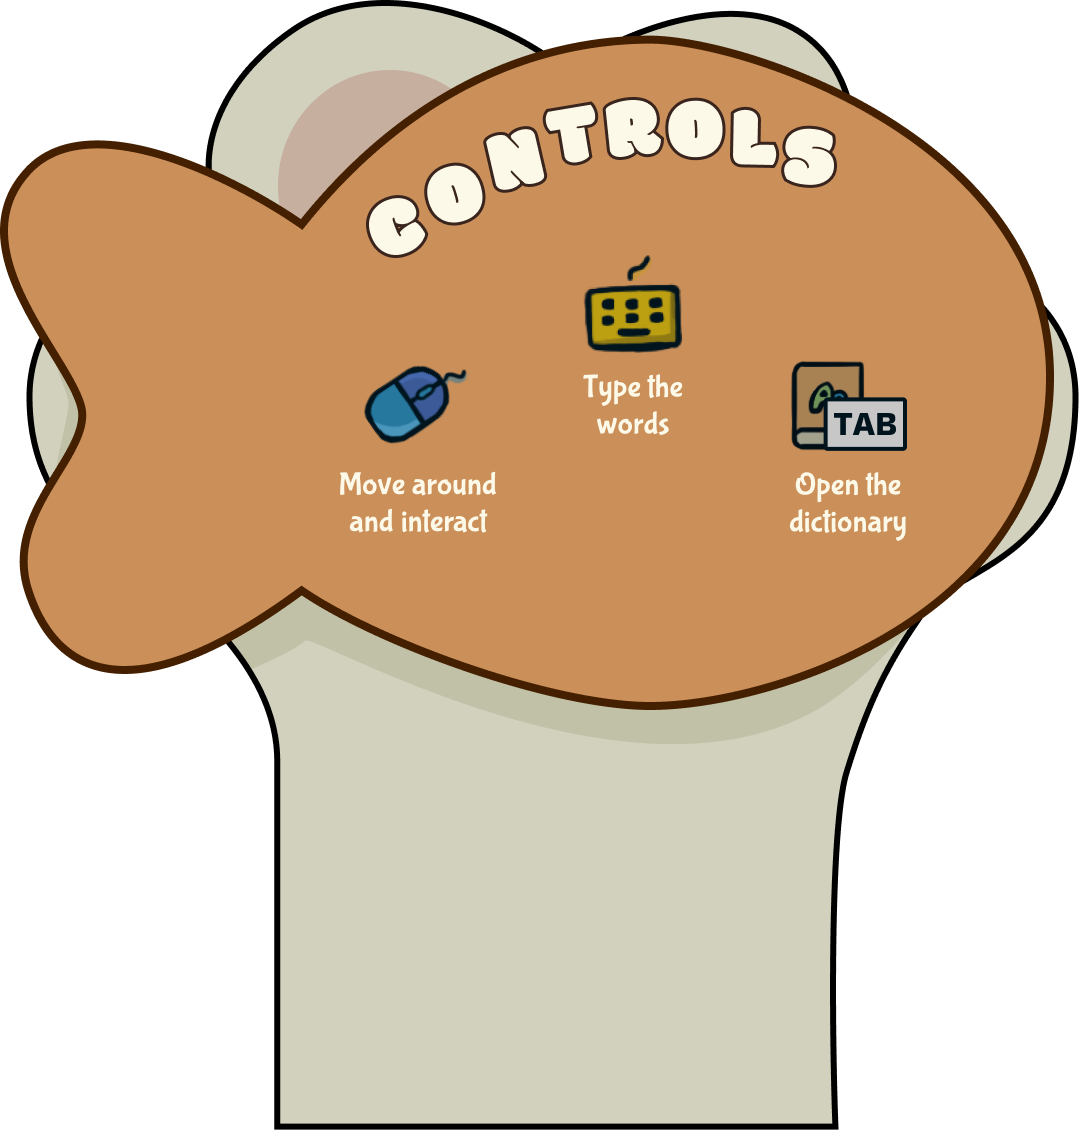 CONTROLS
Type the
words
TAB
Move around
and interact
Open the
dictionary